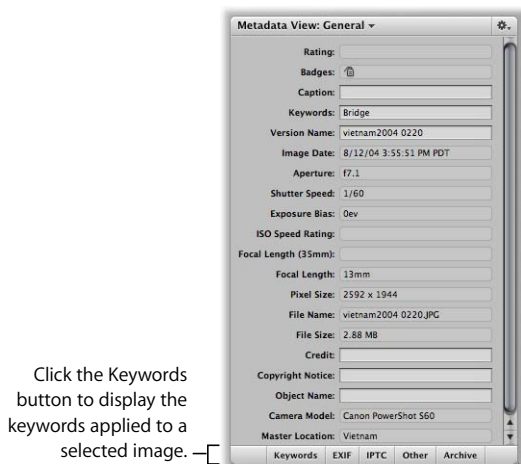 Metadata View: General
Rating:
Badges:
Caption:
Keywords: Bridge
Version Name: vietnam2004 0220
Image Date: 8/12/04 3:55:51 PM PDT
Aperture: f7.1
Shutter Speed: 1/60
Exposure Bias: 0ev
ISO Speed Rating:
Focal Length (35mm):
Focal Length: 13mm
Pixel Size: 2592 x 1944
File Name: vietnam2004 0220.JPG
File Size: 2.88 MB
Credit:
Copyright Notice:
Object Name:
Camera Model: Canon PowerShot S60
Master Location: Vietnam
Keywords EXIF IPTC Other Archive
Click the Keywords
button to display the
keywords applied to a
selected image.